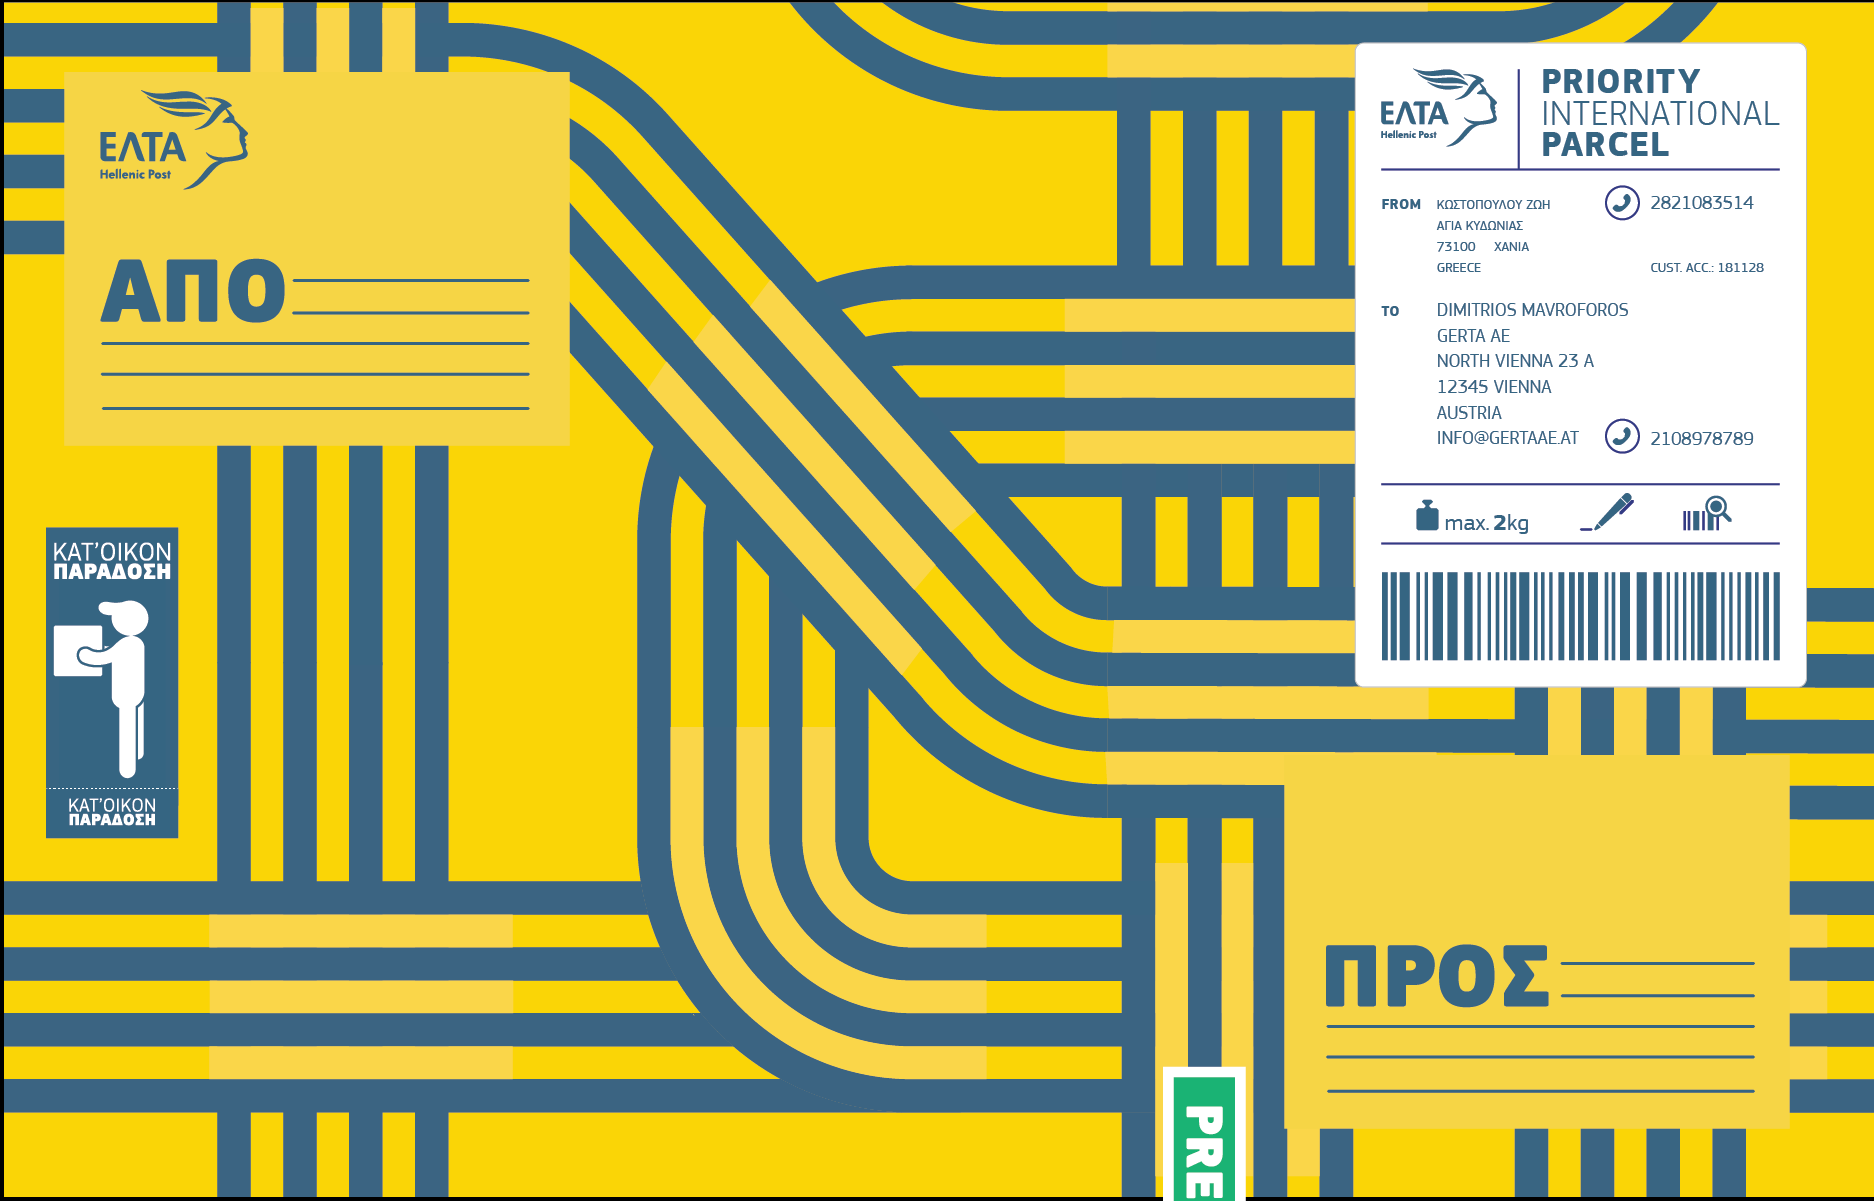 ΕΛΤΑ
Hellenic Post
ΑΠΟ
ΚΑΤ’ΟΙΚΟΝ
ΠΑΡΑΔΟΣΗ
ΚΑΤ’ΟΙΚΟΝ
ΠΑΡΑΔΟΣΗ
ΕΛΤΑ
Hellenic Post
PRIORITY
INTERNATIONAL
PARCEL
FROM ΚΩΣΤΟΠΟΥΛΟΥ ΖΩΗ 2821083514
ΑΓΙΑ ΚΥΔΩΝΙΑΣ
73100 ΧΑΝΙΑ
GREECE CUST. ACC.: 181128
TO DIMITRIOS MAVROFOROS
GERTA AE
NORTH VIENNA 23 A
12345 VIENNA
AUSTRIA
INFO@GERTAAE.AT 2108978789
max. 2kg
ΠΡΟΣ
PRE